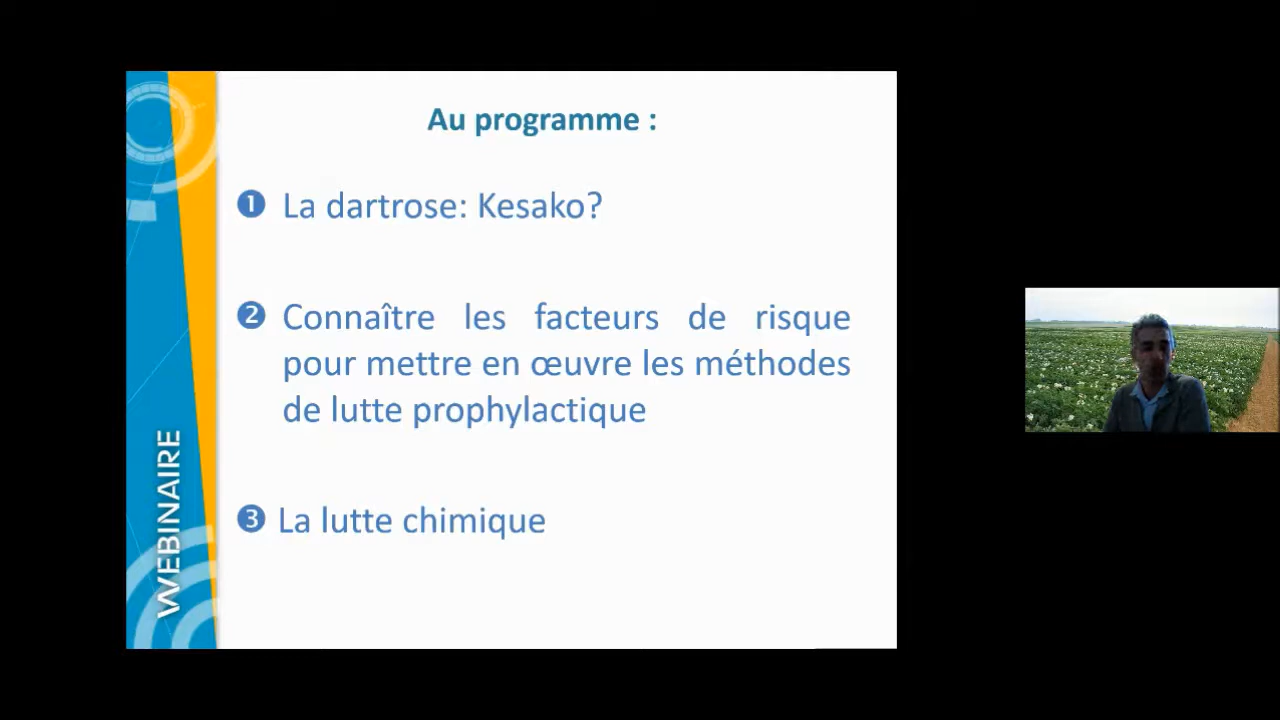 Au programme :
❶ La dartrose: Kesako?
❷ Connaître les facteurs de risque
pour mettre en œuvre les méthodes
de lutte prophylactique
❸ La lutte chimique
WEBINAIRE